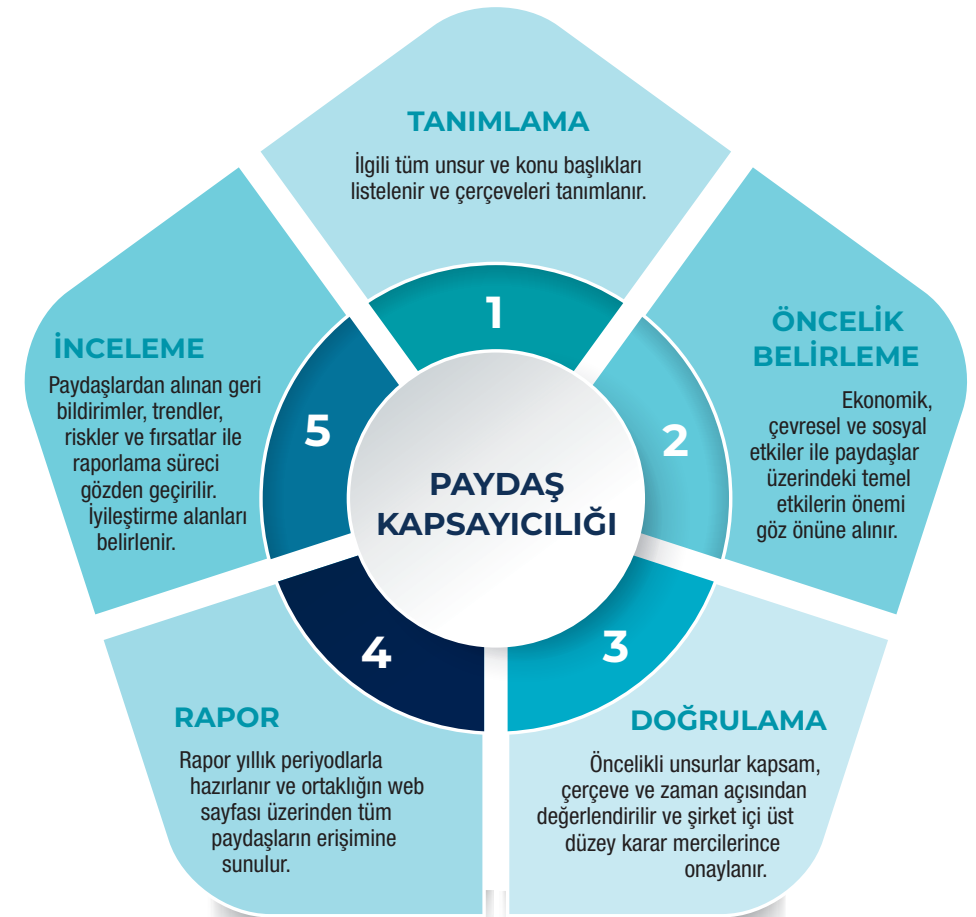 TANIMLAMA
İlgili tüm unsur ve konu başlıkları
listelenir ve çerçeveleri tanımlanır.
1
ÖNCELİK
BELİRLEME
Ekonomik,
çevresel ve sosyal
etkiler ile paydaşlar
üzerindeki temel
etkilerin önemi
göz önüne alınır.
2
DOĞRULAMA
Öncelikli unsurlar kapsam,
çerçeve ve zaman açısından
değerlendirilir ve şirket içi üst
düzey karar mercilerince
onaylanır.
3
RAPOR
Rapor yıllık periyodlarla
hazırlanır ve ortaklığın web
sayfası üzerinden tüm
paydaşların erişimine
sunulur.
4
İNCELEME
Paydaşlardan alınan geri
bildirimler, trendler,
riskler ve fırsatlar ile
raporlama süreci
gözden geçirilir.
İyileştirme alanları
belirlenir.
5
PAYDAŞ
KAPSAYICILIĞI